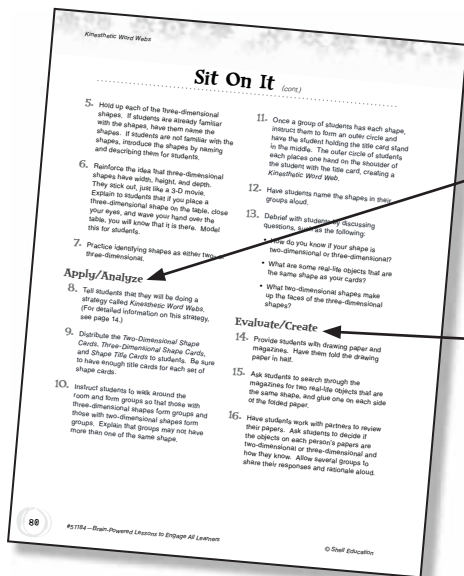 Kinesthetic Word Webs
Sit On It (cont.)
5. Hold up each of the three-dimensional
shapes. If students are already familiar
with the shapes, have them name the
shapes. If students are not familiar with the
shapes, introduce the shapes by naming
and describing them for students.
6. Reinforce the idea that three-dimensional
shapes have width, height, and depth.
They stick out, just like a 3-D movie.
Explain to students that if you place a
three-dimensional shape on the table, close
your eyes, and wave your hand over the
table, you will know that it is there. Model
this for students.
7. Practice identifying shapes as either two- or
three-dimensional.
Apply/Analyze
8. Tell students that they will be doing a
strategy called Kinesthetic Word Webs.
(For detailed information on this strategy,
see page 14.)
9. Distribute the Two-Dimensional Shape
Cards, Three-Dimensional Shape Cards,
and Shape Title Cards to students. Be sure
to have enough title cards for each set of
shape cards.
10. Instruct students to walk around the
room and form groups so that those with
three-dimensional shapes form groups and
those with two-dimensional shapes form
groups. Explain that groups may not have
more than one of the same shape.
11. Once a group of students has each shape,
instruct them to form an outer circle and
have the student holding the title card stand
in the middle. The outer circle of students
each places one hand on the shoulder of
the student with the title card, creating a
Kinesthetic Word Web.
12. Have students name the shapes in their
groups aloud.
13. Debrief with students by discussing
questions, such as the following:
• How do you know if your shape is
two-dimensional or three-dimensional?
• What are some real-life objects that are
the same shape as your cards?
• What two-dimensional shapes make
up the faces of the three-dimensional
shapes?
Evaluate/Create
14. Provide students with drawing paper and
magazines. Have them fold the drawing
paper in half.
15. Ask students to search through the
magazines for two real-life objects that are
the same shape, and glue one on each side
of the folded paper.
16. Have students work with partners to review
their papers. Ask students to decide if
the objects on each person's papers are
two-dimensional or three-dimensional and
how they know. Allow several groups to
share their responses and rationale aloud.
80
#51184—Brain-Powered Lessons to Engage All Learners
© Shell Education